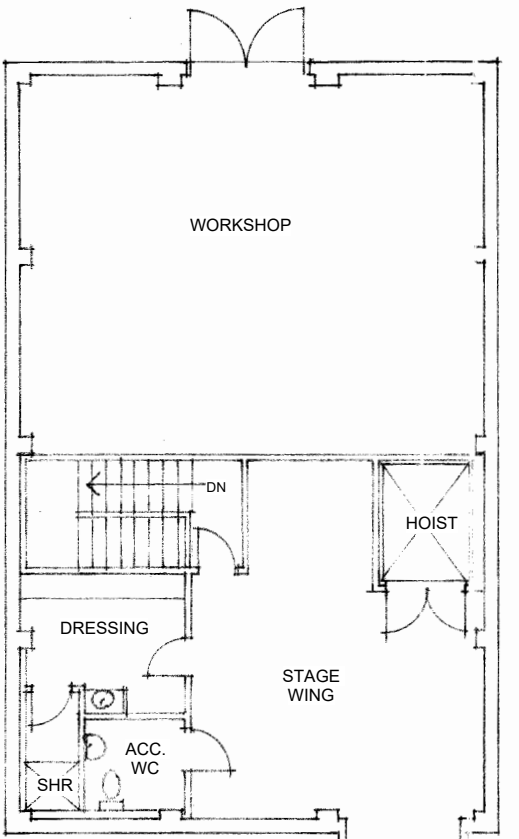 WORKSHOP
DN
HOIST
DRESSING
STAGE
WING
ACC.
WC
SHR